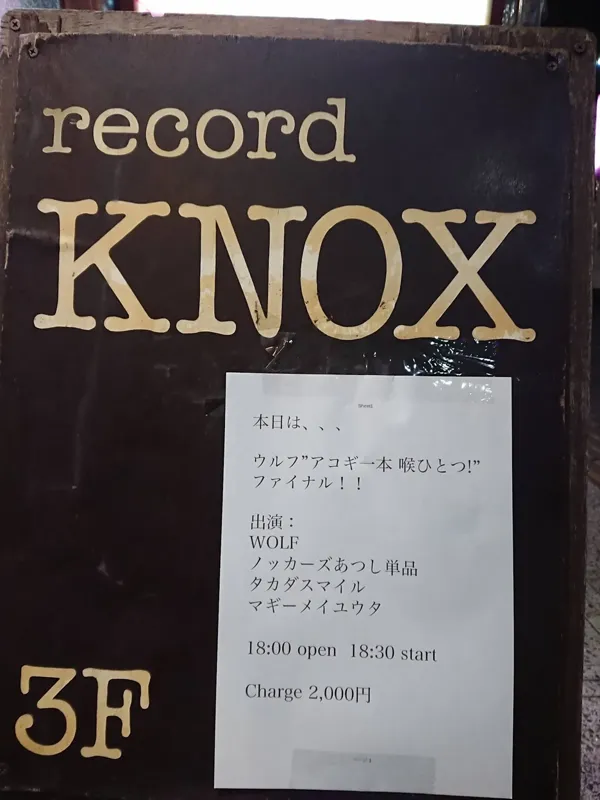 record
KNOX
本日は、、、
ウルフ”アコギ一本 喉ひとつ!”
ファイナル！！
出演：
WOLF
ノッカーズあつし単品
タカダスマイル
マギーメイユウタ
18:00 open 18:30 start
Charge 2,000円
3F